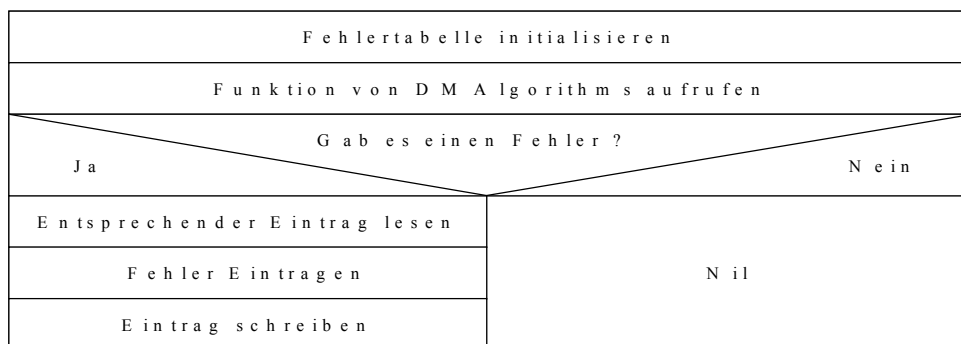 Fehlertabelle initialisieren
Funktion von DMAlgorithms aufrufen
Gab es einen Fehler ?
Ja
Nein
Entsprechender Eintrag lesen
Fehler Eintragen
Nil
Eintrag schreiben